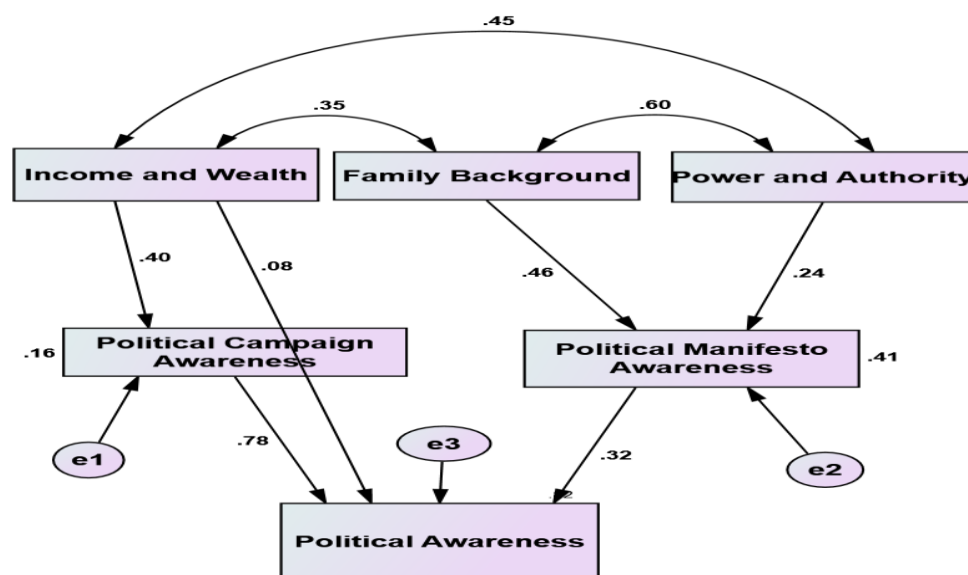 .45
.35
.60
Income and Wealth
Family Background
Power and Authority
.40
.08
.46
.24
.16
Political Campaign
Awareness
Political Manifesto
Awareness
.41
e1
.78
e3
.32
e2
Political Awareness